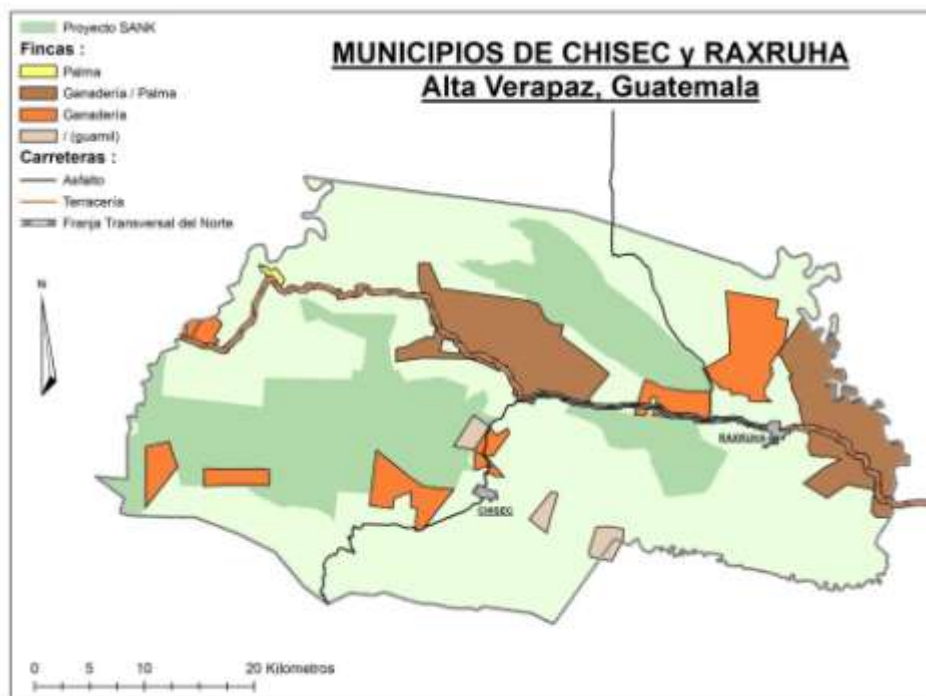 Proyecto SANK
Fincas :
Palma
Ganadería / Palma
Ganadería
/ (guamil)
Carreteras :
Asfalto
Terracería
Franja Transversal del Norte
MUNICIPIOS DE CHISEC y RAXRUHA
Alta Verapaz, Guatemala
N
RAXRUHA
CHISEC
0 5 10 20 Kilometros